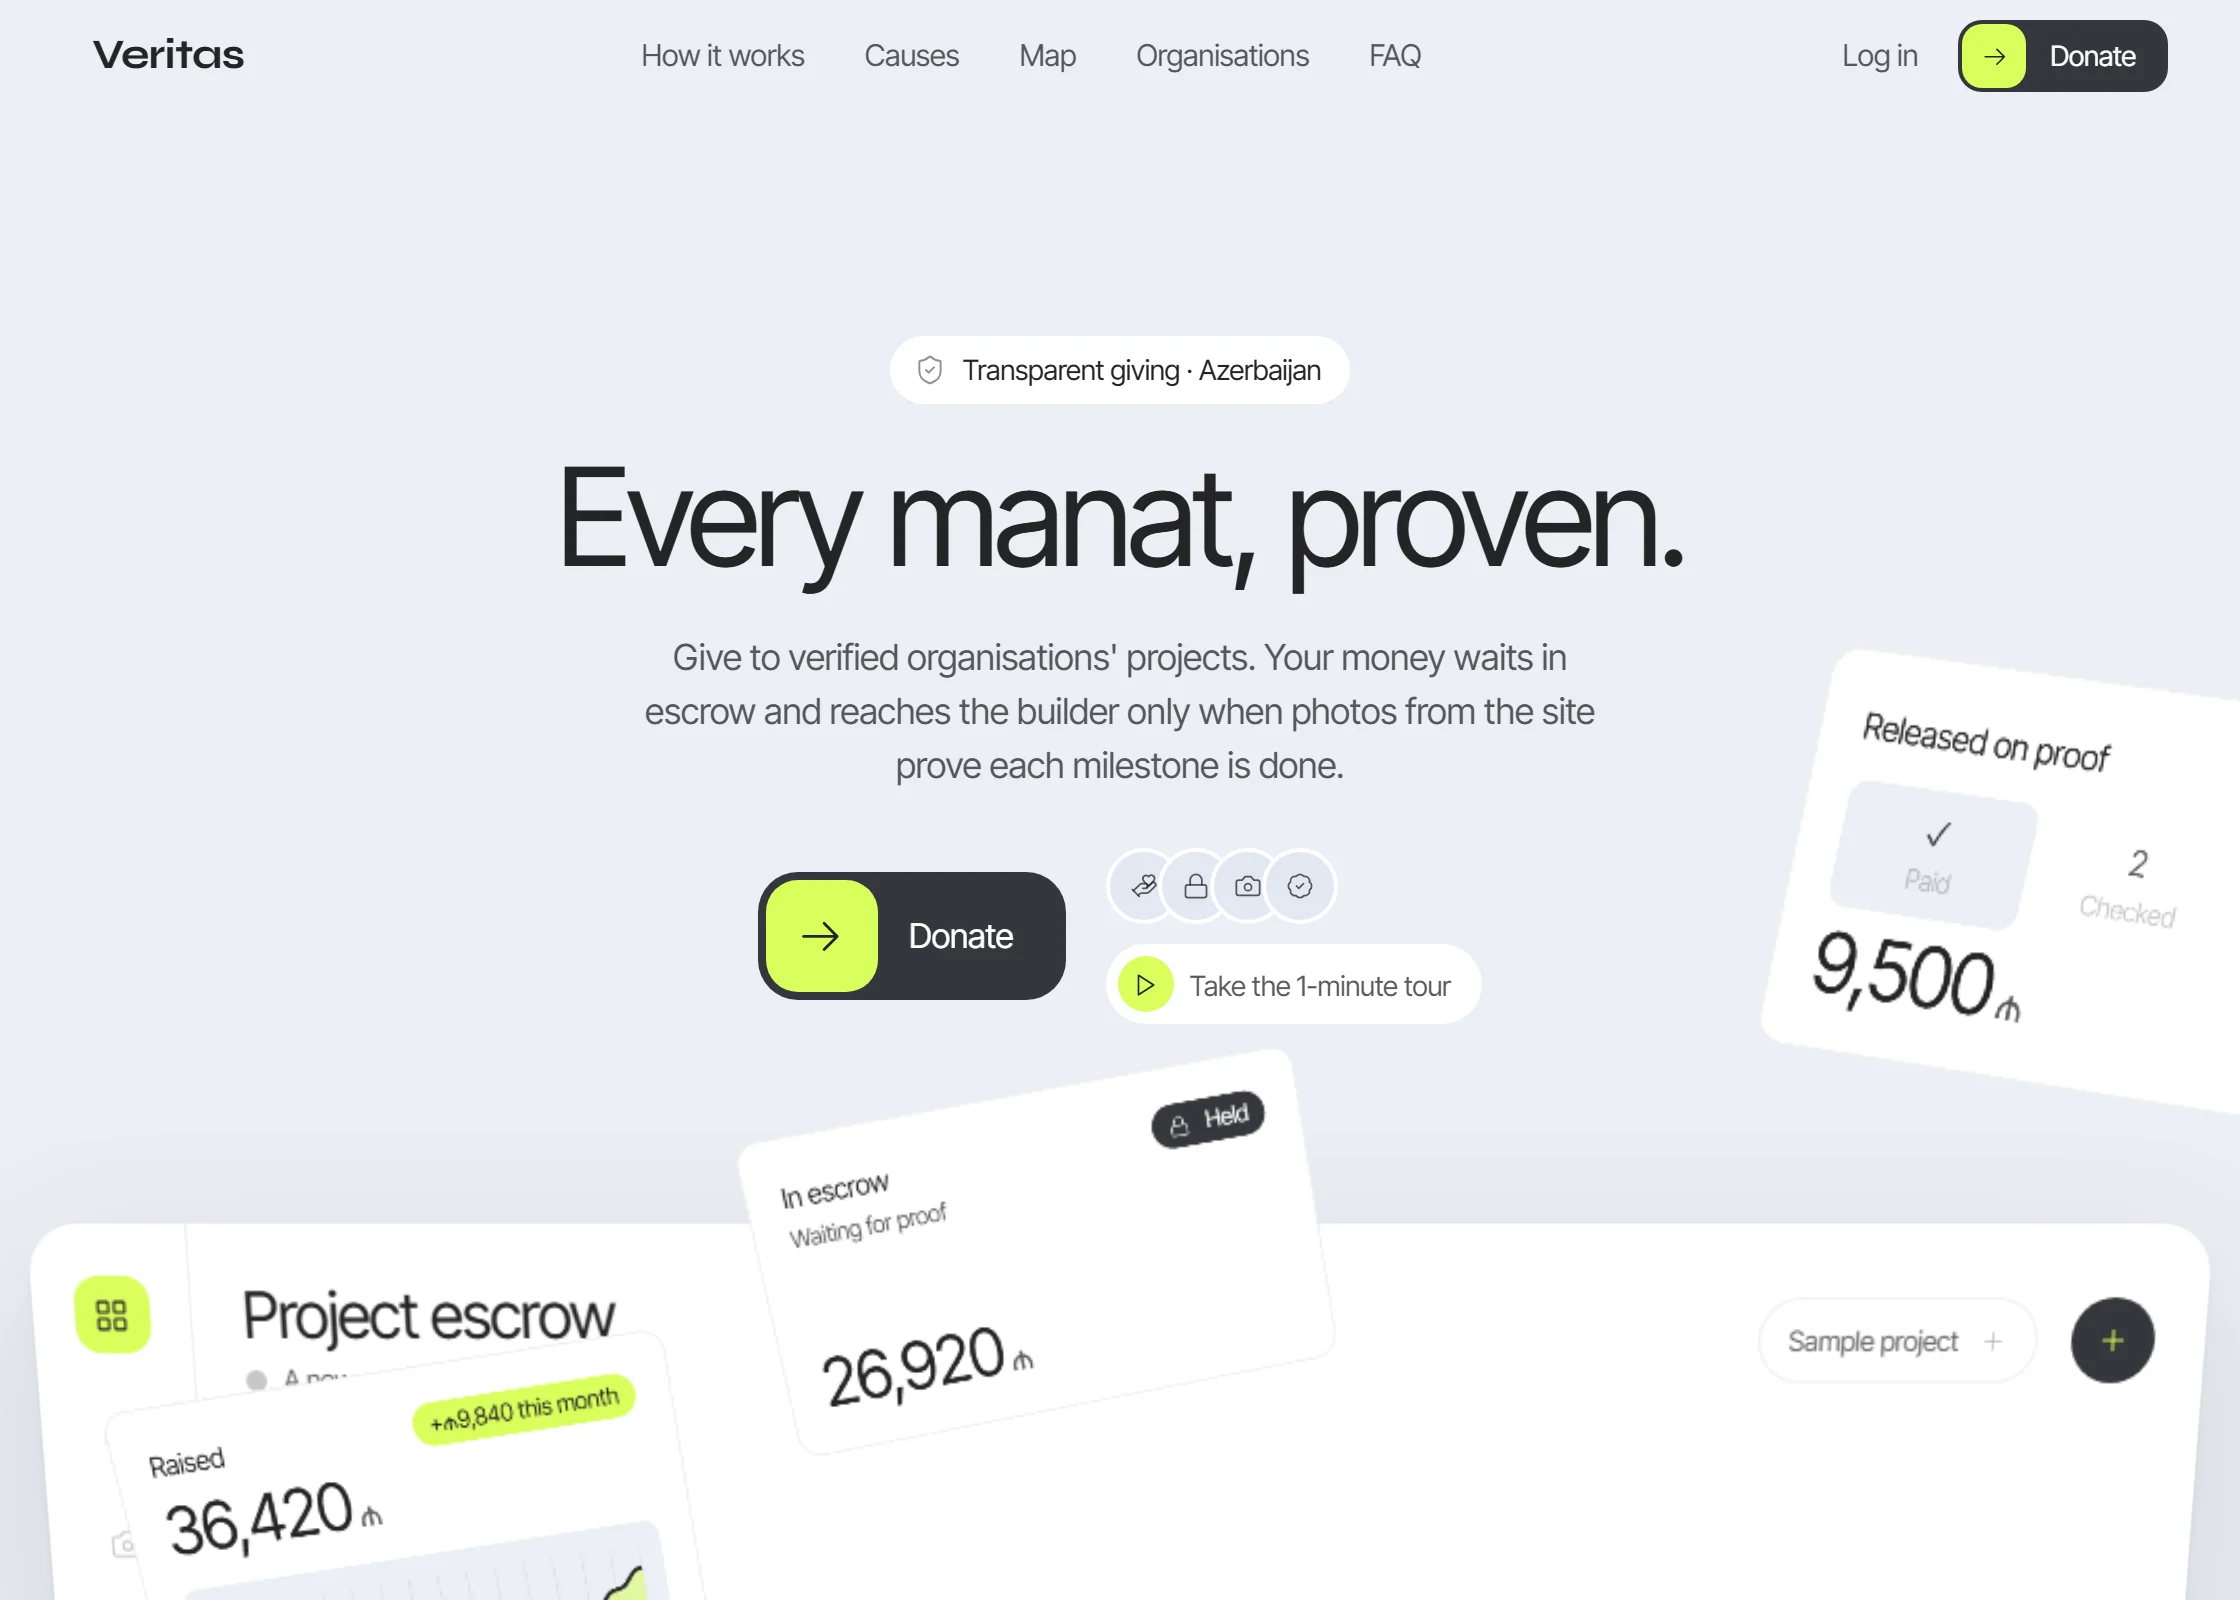 Veritas
How it works
Causes
Map
Organisations
FAQ
Log in
Donate
Transparent giving · Azerbaijan
Every manat, proven.
Give to verified organisations' projects. Your money waits in
escrow and reaches the builder only when photos from the site
prove each milestone is done.
Donate
Take the 1-minute tour
Released on proof
✓
Paid
2
Checked
9,500 ₼
Held
In escrow
Waiting for proof
26,920 ₼
Project escrow
Sample project +
+
+₼9,840 this month
Raised
36,420 ₼